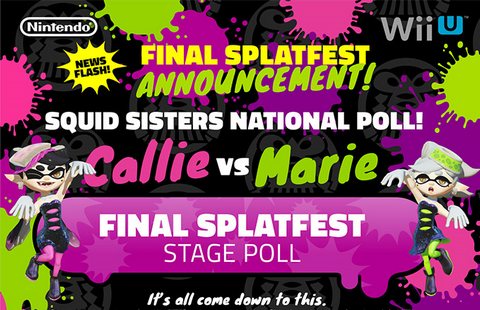 Nintendo
WiiU
NEWS
FLASH!
FINAL SPLATFEST
ANNOUNCEMENT!
SQUID SISTERS NATIONAL POLL!
Callie vs Marie
FINAL SPLATFEST
STAGE POLL
It's all come down to this.